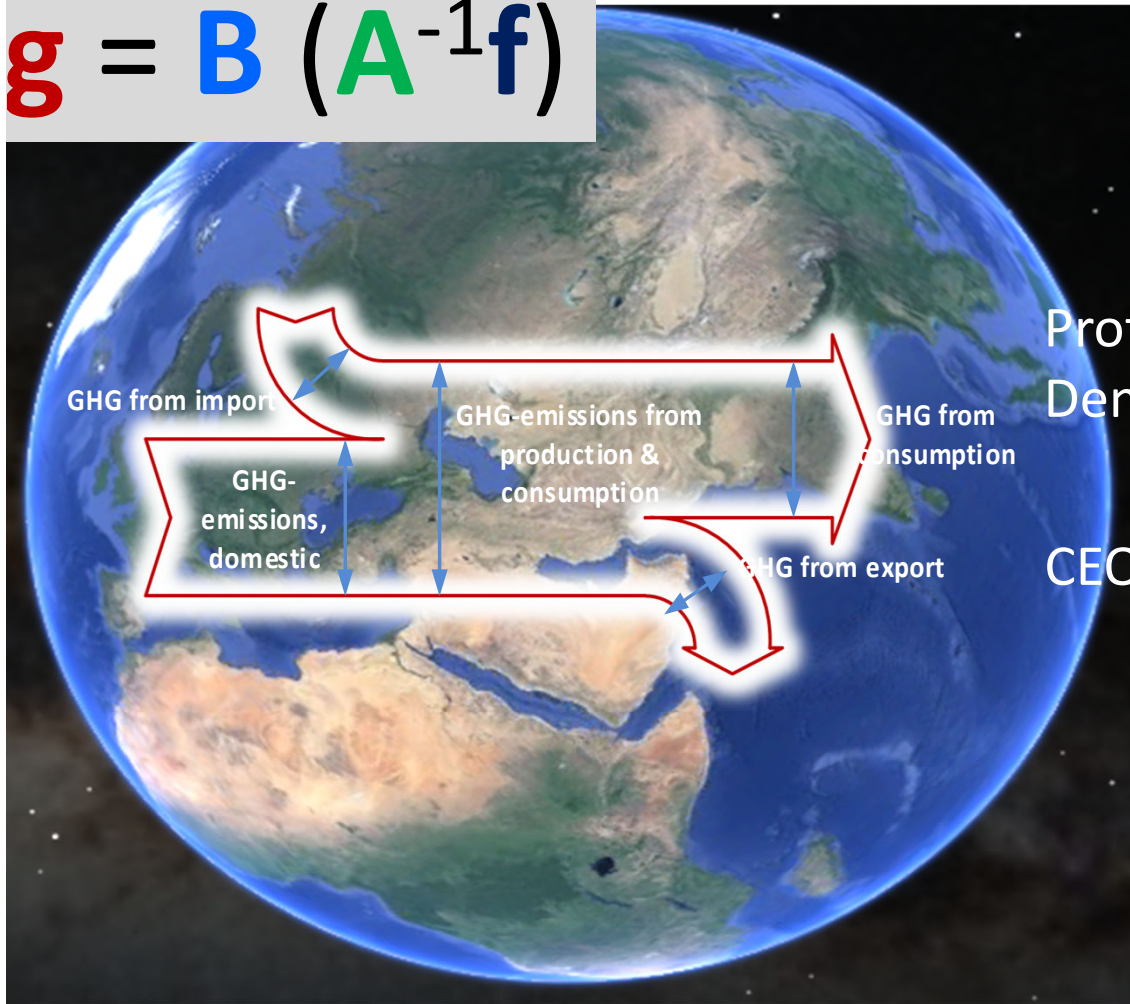 g = B (A⁻¹f)
GHG from import
GHG-emissions from
production &
consumption
GHG from
consumption
GHG-
emissions,
domestic
GHG from export